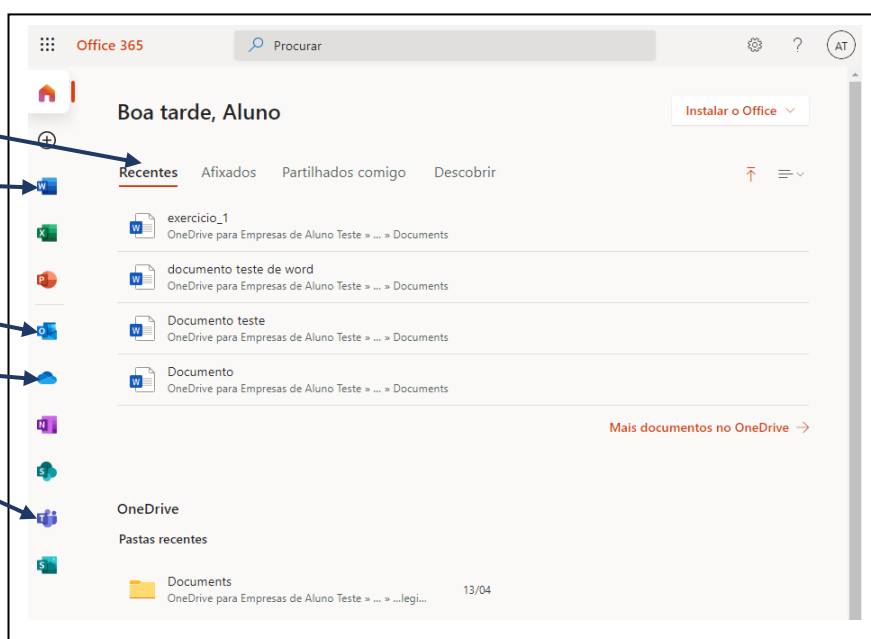 Office 365
Procurar
?
AT
Boa tarde, Aluno
Instalar o Office
Recentes Afixados Partilhados comigo Descobrir
exercicio_1
OneDrive para Empresas de Aluno Teste » ... » Documents
documento teste de word
OneDrive para Empresas de Aluno Teste » ... » Documents
Documento teste
OneDrive para Empresas de Aluno Teste » ... » Documents
Documento
OneDrive para Empresas de Aluno Teste » ... » Documents
Mais documentos no OneDrive
OneDrive
Pastas recentes
Documents
13/04
OneDrive para Empresas de Aluno Teste » ... » ...legi...